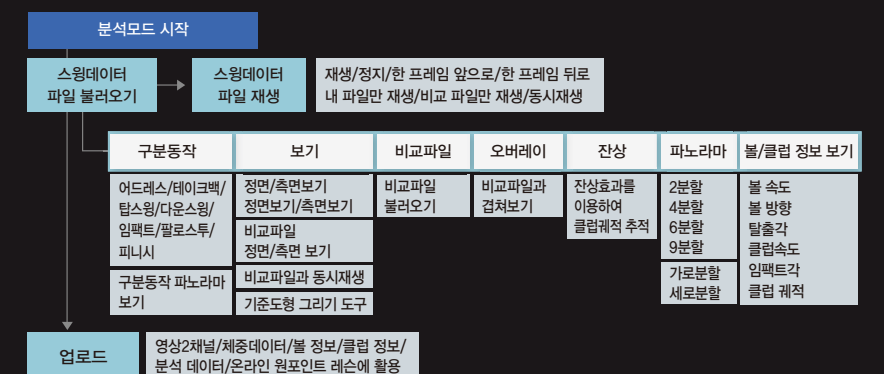 분석모드 시작
스윙데이터
파일 불러오기
스윙데이터
파일 재생
재생/정지/한 프레임 앞으로/한 프레임 뒤로
내 파일만 재생/비교 파일만 재생/동시재생
구분동작
보기
비교파일
오버레이
잔상
파노라마
볼/클럽 정보 보기
어드레스/테이크백/
탑스윙/다운스윙/
임팩트/팔로스투/
피니시
구분동작 파노라마
보기
정면/측면보기
정면보기/측면보기
비교파일
정면/측면 보기
비교파일과 동시재생
기준도형 그리기 도구
비교파일
불러오기
비교파일과
겹쳐보기
잔상효과를
이용하여
클럽궤적 추적
2분할
4분할
6분할
9분할
가로분할
세로분할
볼 속도
볼 방향
탈출각
클럽속도
임팩트각
클럽 궤적
업로드
영상2채널/체중데이터/볼 정보/클럽 정보/
분석 데이터/온라인 원포인트 레슨에 활용